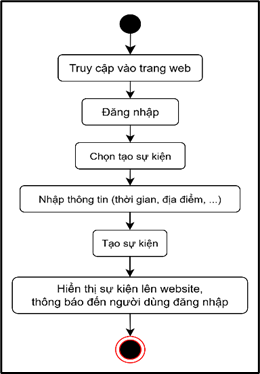 Truy cập vào trang web
Đăng nhập
Chọn tạo sự kiện
Nhập thông tin (thời gian, địa điểm, ...)
Tạo sự kiện
Hiển thị sự kiện lên website,
thông báo đến người dùng đăng nhập